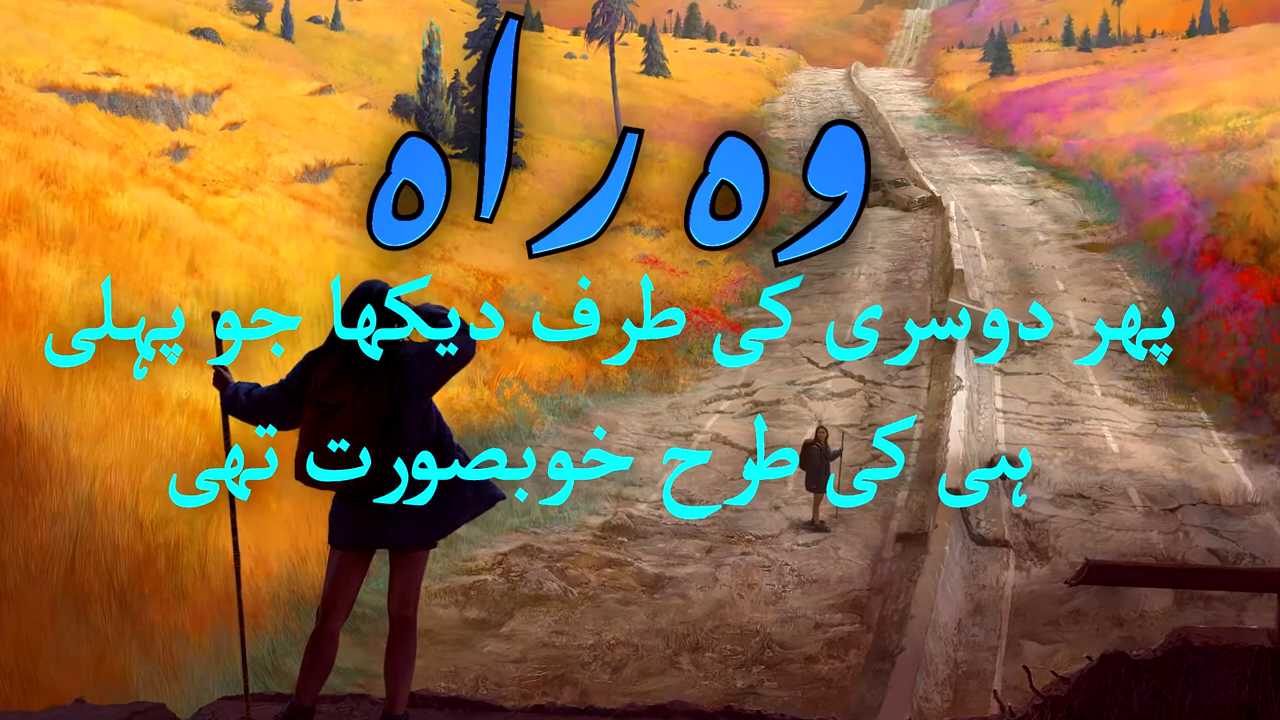 وہ راہ
پھر دوسری کی طرف دیکھا جو پہلی
ہی کی طرح خوبصورت تھی